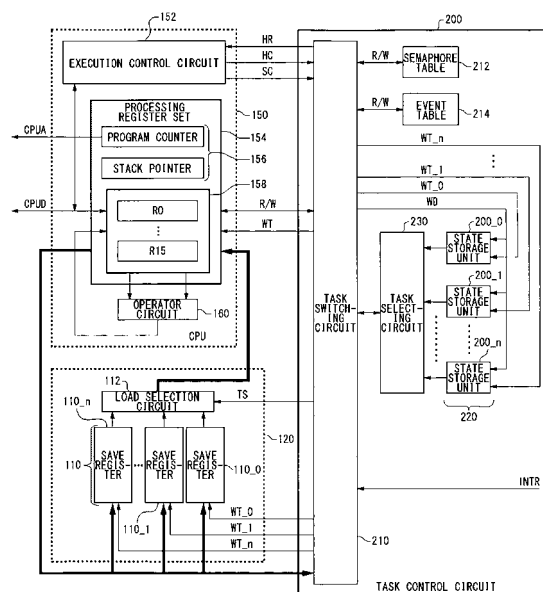 152
200
EXECUTION CONTROL CIRCUIT
HR
HC
SC
R/W
SEMAPHORE
TABLE
212
PROCESSING
REGISTER SET
150
R/W
EVENT
TABLE
214
CPUA
PROGRAM COUNTER
154
156
STACK POINTER
158
WT_n
WT_1
WT_0
WD
CPUD
R0
R15
R/W
WT
230
200_0
STATE
STORAGE
UNIT
200_1
STATE
STORAGE
UNIT
200_n
STATE
STORAGE
UNIT
220
OPERATOR
CIRCUIT
160
CPU
TASK
SWITCH-
ING
CIRCUIT
TASK
SELECT-
ING
CIRCUIT
112
LOAD SELECTION
CIRCUIT
TS
120
110_n
110
SAVE
REGIS-
TER
SAVE
REGIS-
TER
SAVE
REGIS-
TER
110_0
110_1
WT_0
WT_1
WT_n
INTR
210
TASK CONTROL CIRCUIT